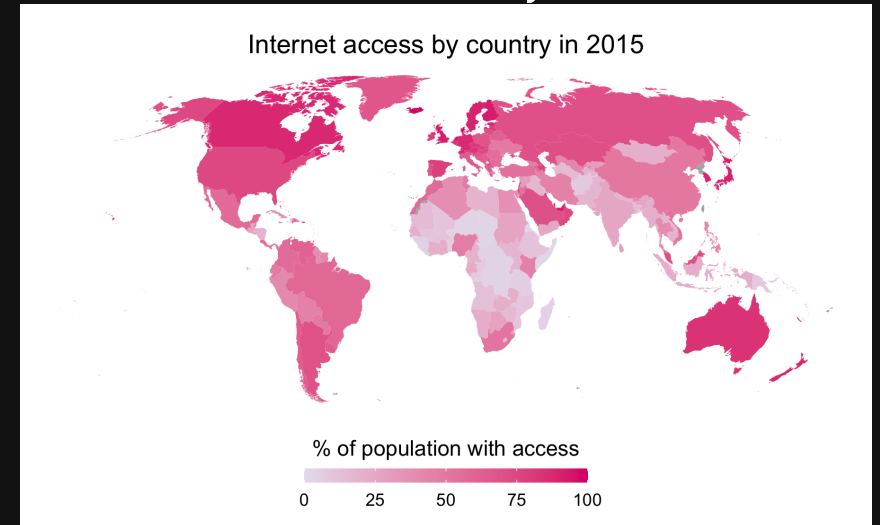 Internet access by country in 2015
% of population with access
0 25 50 75 100